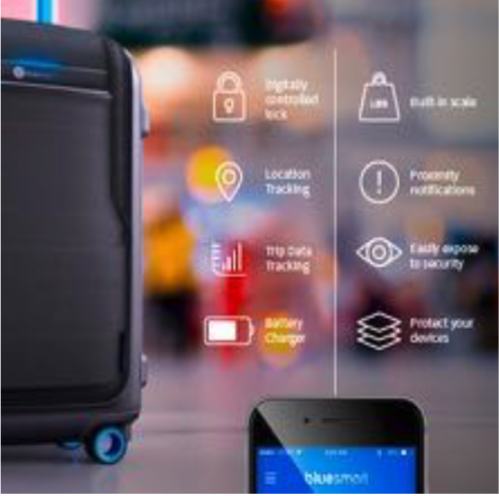 Digitally
controlled
lock
Location
Tracking
Trip Data
Tracking
Battery
Charger
LBS
Built-in scale
Proximity
notifications
Easily expose
to security
Protect your
devices
bluesmart